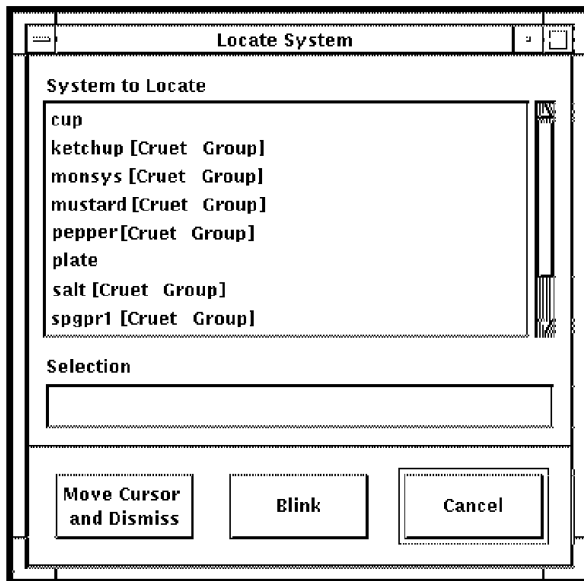 Locate System
System to Locate
cup
ketchup [Cruet Group]
monsys [Cruet Group]
mustard [Cruet Group]
pepper [Cruet Group]
plate
salt [Cruet Group]
spgpr1 [Cruet Group]
Selection
Move Cursor
and Dismiss
Blink
Cancel